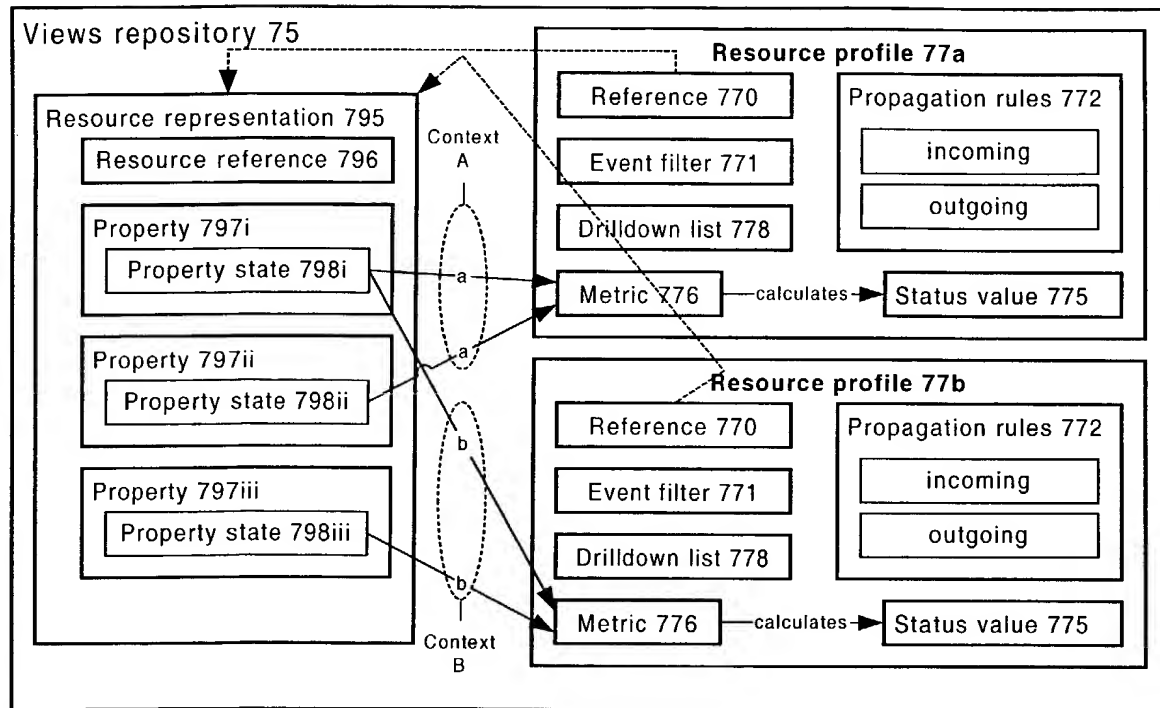 Views repository 75
Resource representation 795
Resource reference 796
Property 797i
Property state 798i
Property 797ii
Property state 798ii
Property 797iii
Property state 798iii
Context
A
a
a
b
b
Context
B
Resource profile 77a
Reference 770
Event filter 771
Drilldown list 778
Metric 776
calculates
Status value 775
Propagation rules 772
incoming
outgoing
Resource profile 77b
Reference 770
Event filter 771
Drilldown list 778
Metric 776
calculates
Status value 775
Propagation rules 772
incoming
outgoing